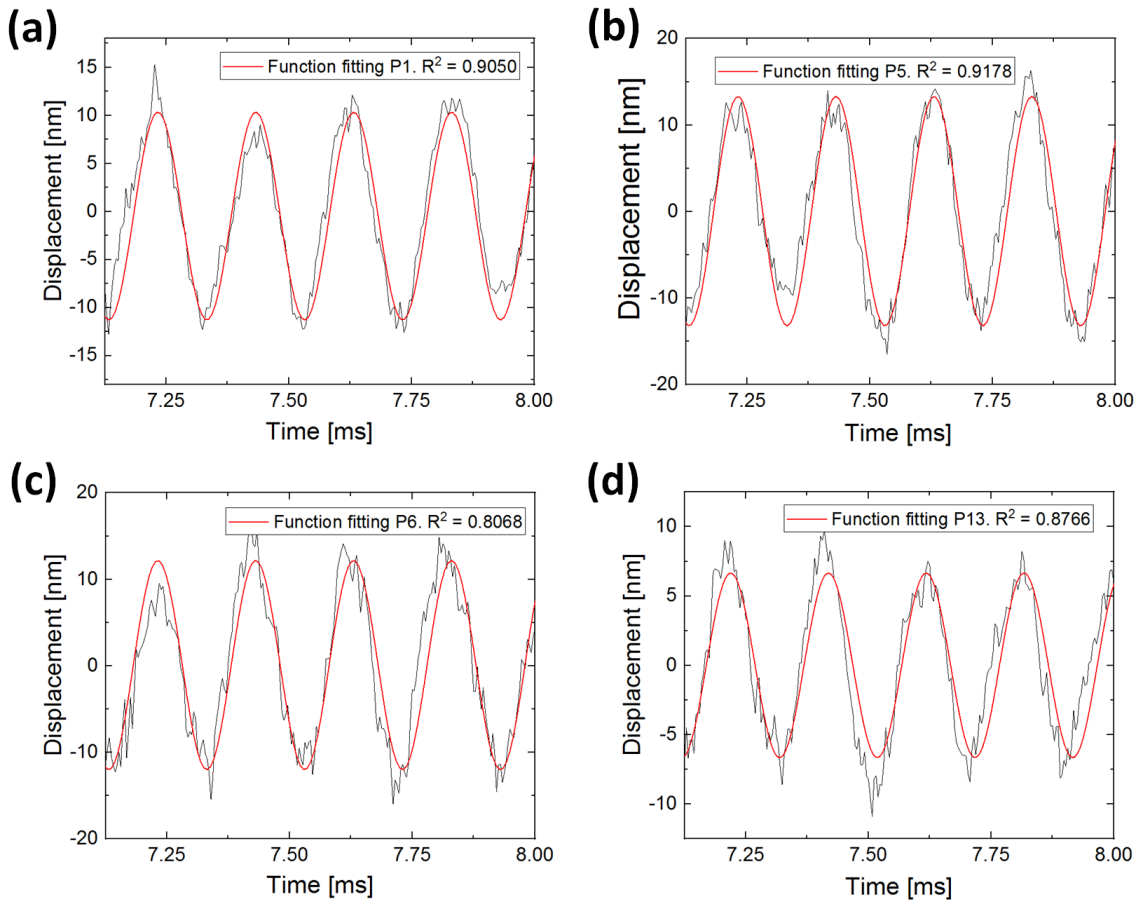 (a)
Function fitting P1. R² = 0.9050
15
10
5
0
-5
-10
-15
Displacement [nm]
7.25
7.50
7.75
8.00
Time [ms]
(b)
Function fitting P5. R² = 0.9178
20
10
0
-10
-20
Displacement [nm]
7.25
7.50
7.75
8.00
Time [ms]
(c)
Function fitting P6. R² = 0.8068
20
10
0
-10
-20
Displacement [nm]
7.25
7.50
7.75
8.00
Time [ms]
(d)
Function fitting P13. R² = 0.8766
10
5
0
-5
-10
Displacement [nm]
7.25
7.50
7.75
8.00
Time [ms]